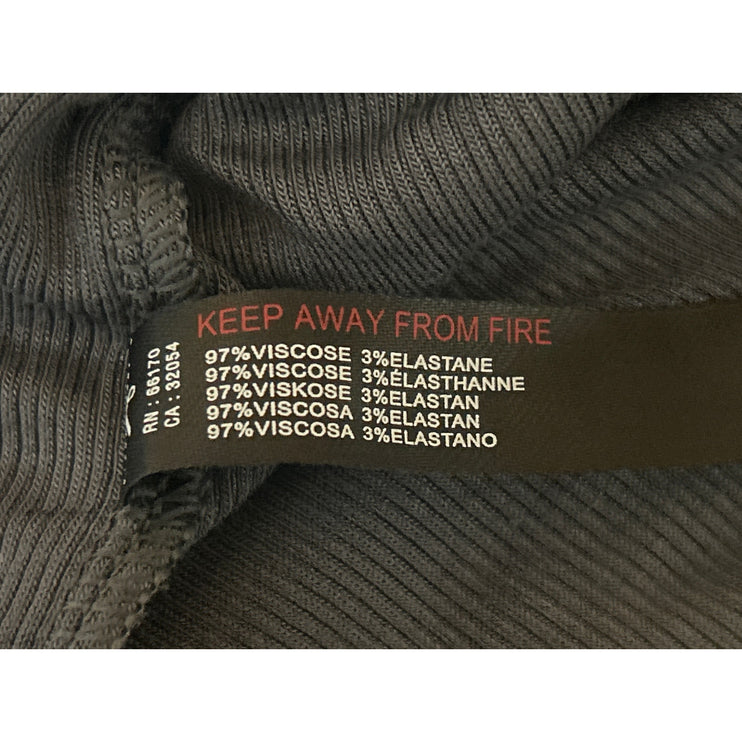 KEEP AWAY FROM FIRE
97%VISCOSE 3%ELASTANE
97%VISCOSE 3%ÉLASTHANNE
97%VISKOSE 3%ELASTAN
97%VISCOSA 3%ELASTAN
97%VISCOSA 3%ELASTANO
RN : 66170
CA : 32054